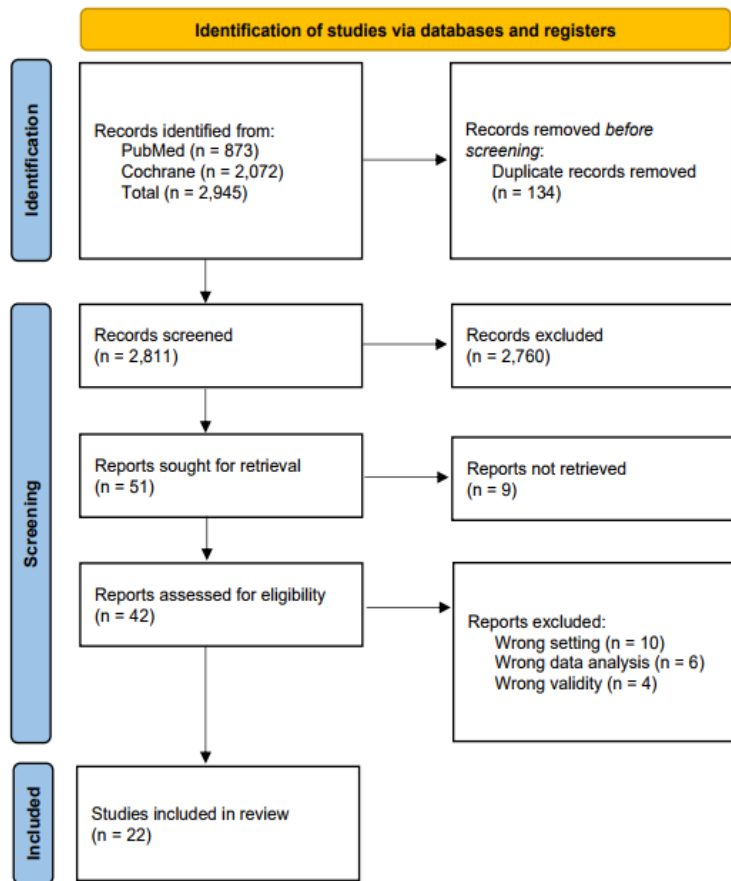 Identification of studies via databases and registers
Identification
Records identified from:
PubMed (n = 873)
Cochrane (n = 2,072)
Total (n = 2,945)
Records removed before
screening:
Duplicate records removed
(n = 134)
Screening
Records screened
(n = 2,811)
Records excluded
(n = 2,760)
Reports sought for retrieval
(n = 51)
Reports not retrieved
(n = 9)
Reports assessed for eligibility
(n = 42)
Reports excluded:
Wrong setting (n = 10)
Wrong data analysis (n = 6)
Wrong validity (n = 4)
Included
Studies included in review
(n = 22)